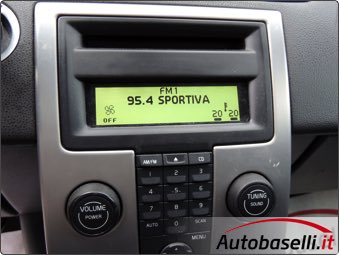 FM1
95.4 SPORTIVA
OFF
20 20
AM/FM
CD
1 2 3
4 5 6
7 8 9
AUTO 0 SCAN
MENU
VOLUME
POWER
TUNING
SOUND
Autobaselli.it